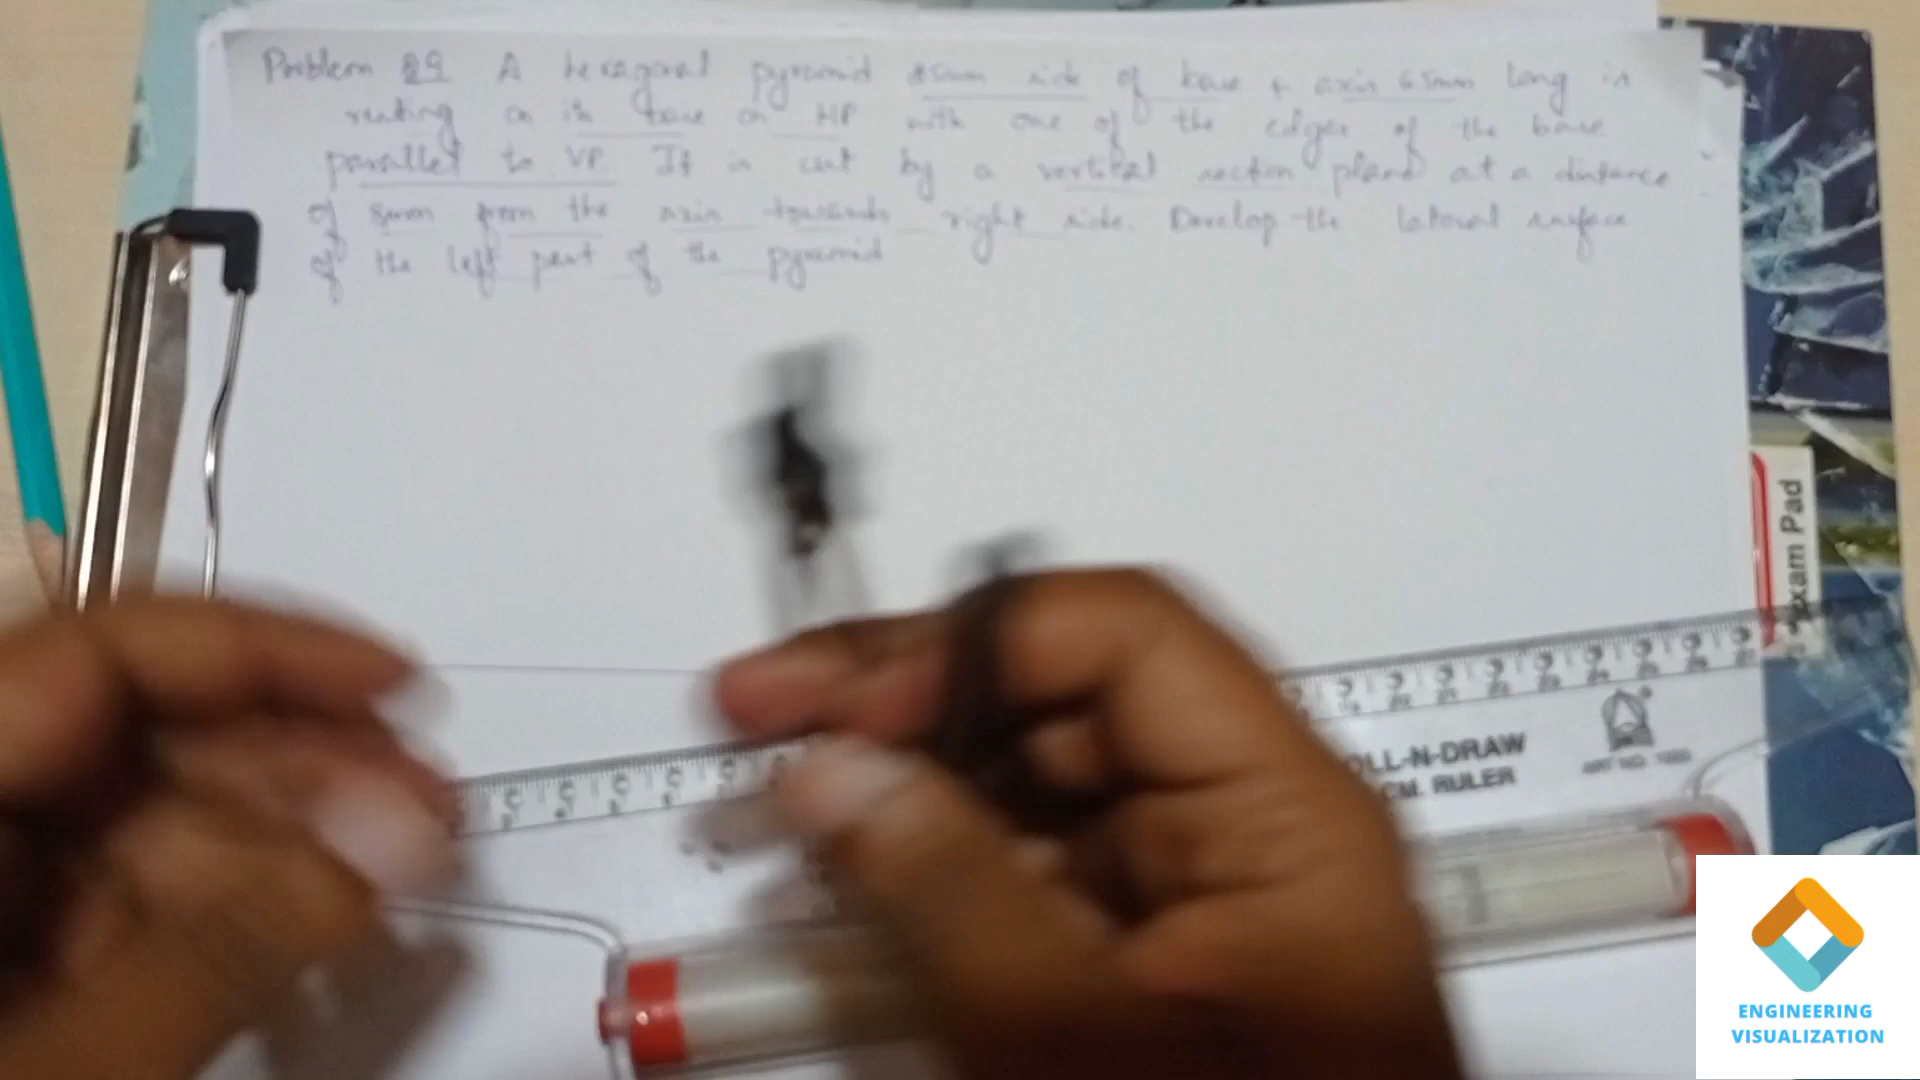 Problem 29 A hexagonal pyramid 25mm side of base + axis 65mm long is
resting on its base on HP with one of the edges of the base
parallel to VP. It is cut by a vertical section plane at a distance
of 8mm from the axis towards right side. Develop the lateral surface
of the left part of the pyramid
Exam Pad
ROLL-N-DRAW
CM. RULER
ENGINEERING
VISUALIZATION